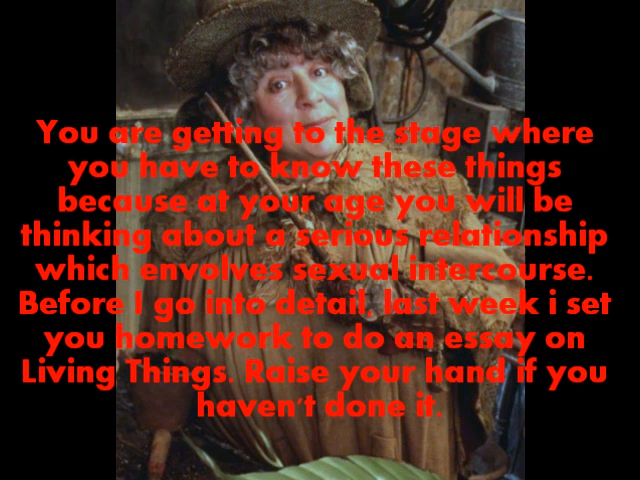 You are getting to the stage where
you have to know these things
because at your age you will be
thinking about a serious relationship
which envolves sexual intercourse.
Before I go into detail, last week i set
you homework to do an essay on
Living Things. Raise your hand if you
haven't done it.